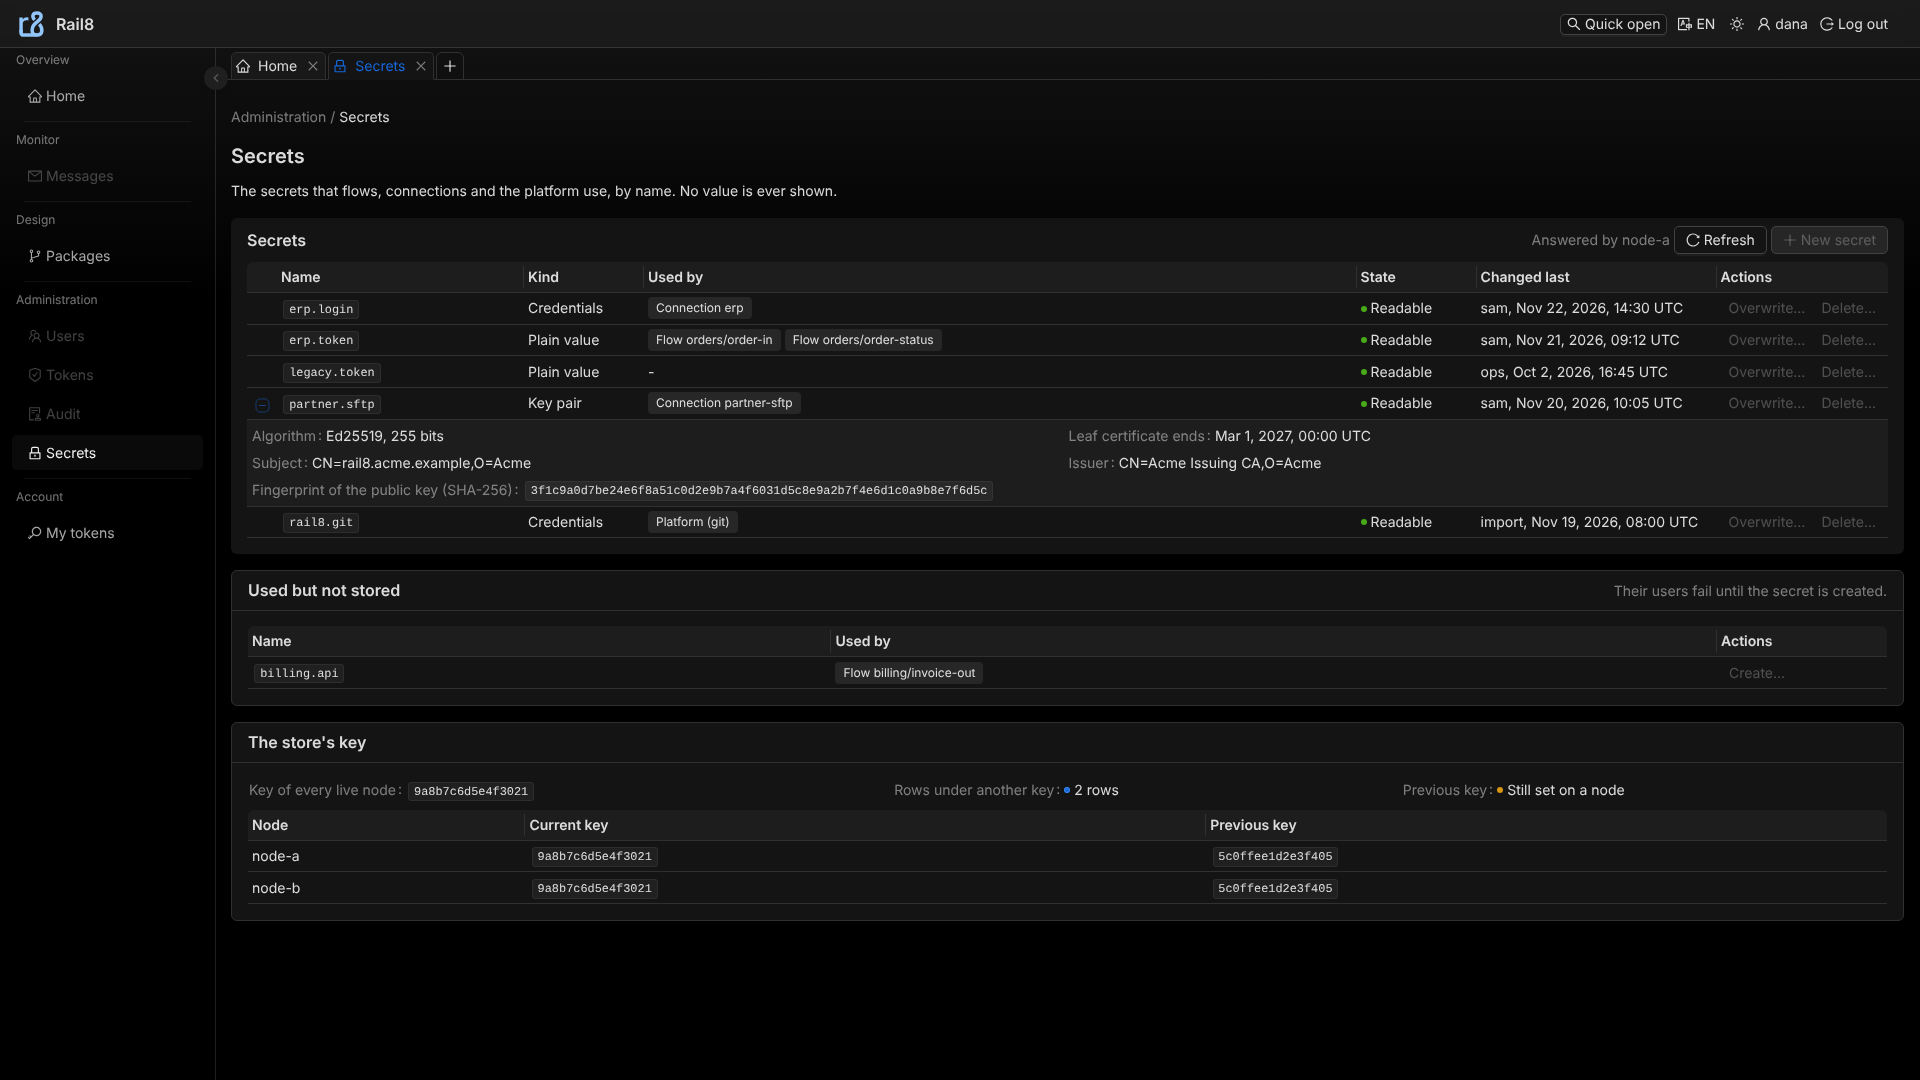 Rail8
Quick open
EN
dana
Log out
Overview
Home
Monitor
Messages
Design
Packages
Administration
Users
Tokens
Audit
Secrets
Account
My tokens
Home
Secrets
Administration / Secrets
Secrets
The secrets that flows, connections and the platform use, by name. No value is ever shown.
Secrets
Answered by node-a
Refresh
New secret
Name Kind Used by State Changed last Actions
erp.login Credentials Connection erp Readable sam, Nov 22, 2026, 14:30 UTC Overwrite... Delete...
erp.token Plain value Flow orders/order-in Flow orders/order-status Readable sam, Nov 21, 2026, 09:12 UTC Overwrite... Delete...
legacy.token Plain value - Readable ops, Oct 2, 2026, 16:45 UTC Overwrite... Delete...
partner.sftp Key pair Connection partner-sftp Readable sam, Nov 20, 2026, 10:05 UTC Overwrite... Delete...
Algorithm: Ed25519, 255 bits Leaf certificate ends: Mar 1, 2027, 00:00 UTC
Subject: CN=rail8.acme.example,O=Acme Issuer: CN=Acme Issuing CA,O=Acme
Fingerprint of the public key (SHA-256): 3f1c9a0d7be24e6f8a51c0d2e9b7a4f6031d5c8e9a2b7f4e6d1c0a9b8e7f6d5c
rail8.git Credentials Platform (git) Readable import, Nov 19, 2026, 08:00 UTC Overwrite... Delete...
Used but not stored Their users fail until the secret is created.
Name Used by Actions
billing.api Flow billing/invoice-out Create...
The store's key
Key of every live node: 9a8b7c6d5e4f3021 Rows under another key: 2 rows Previous key: Still set on a node
Node Current key Previous key
node-a 9a8b7c6d5e4f3021 5c0ffee1d2e3f405
node-b 9a8b7c6d5e4f3021 5c0ffee1d2e3f405